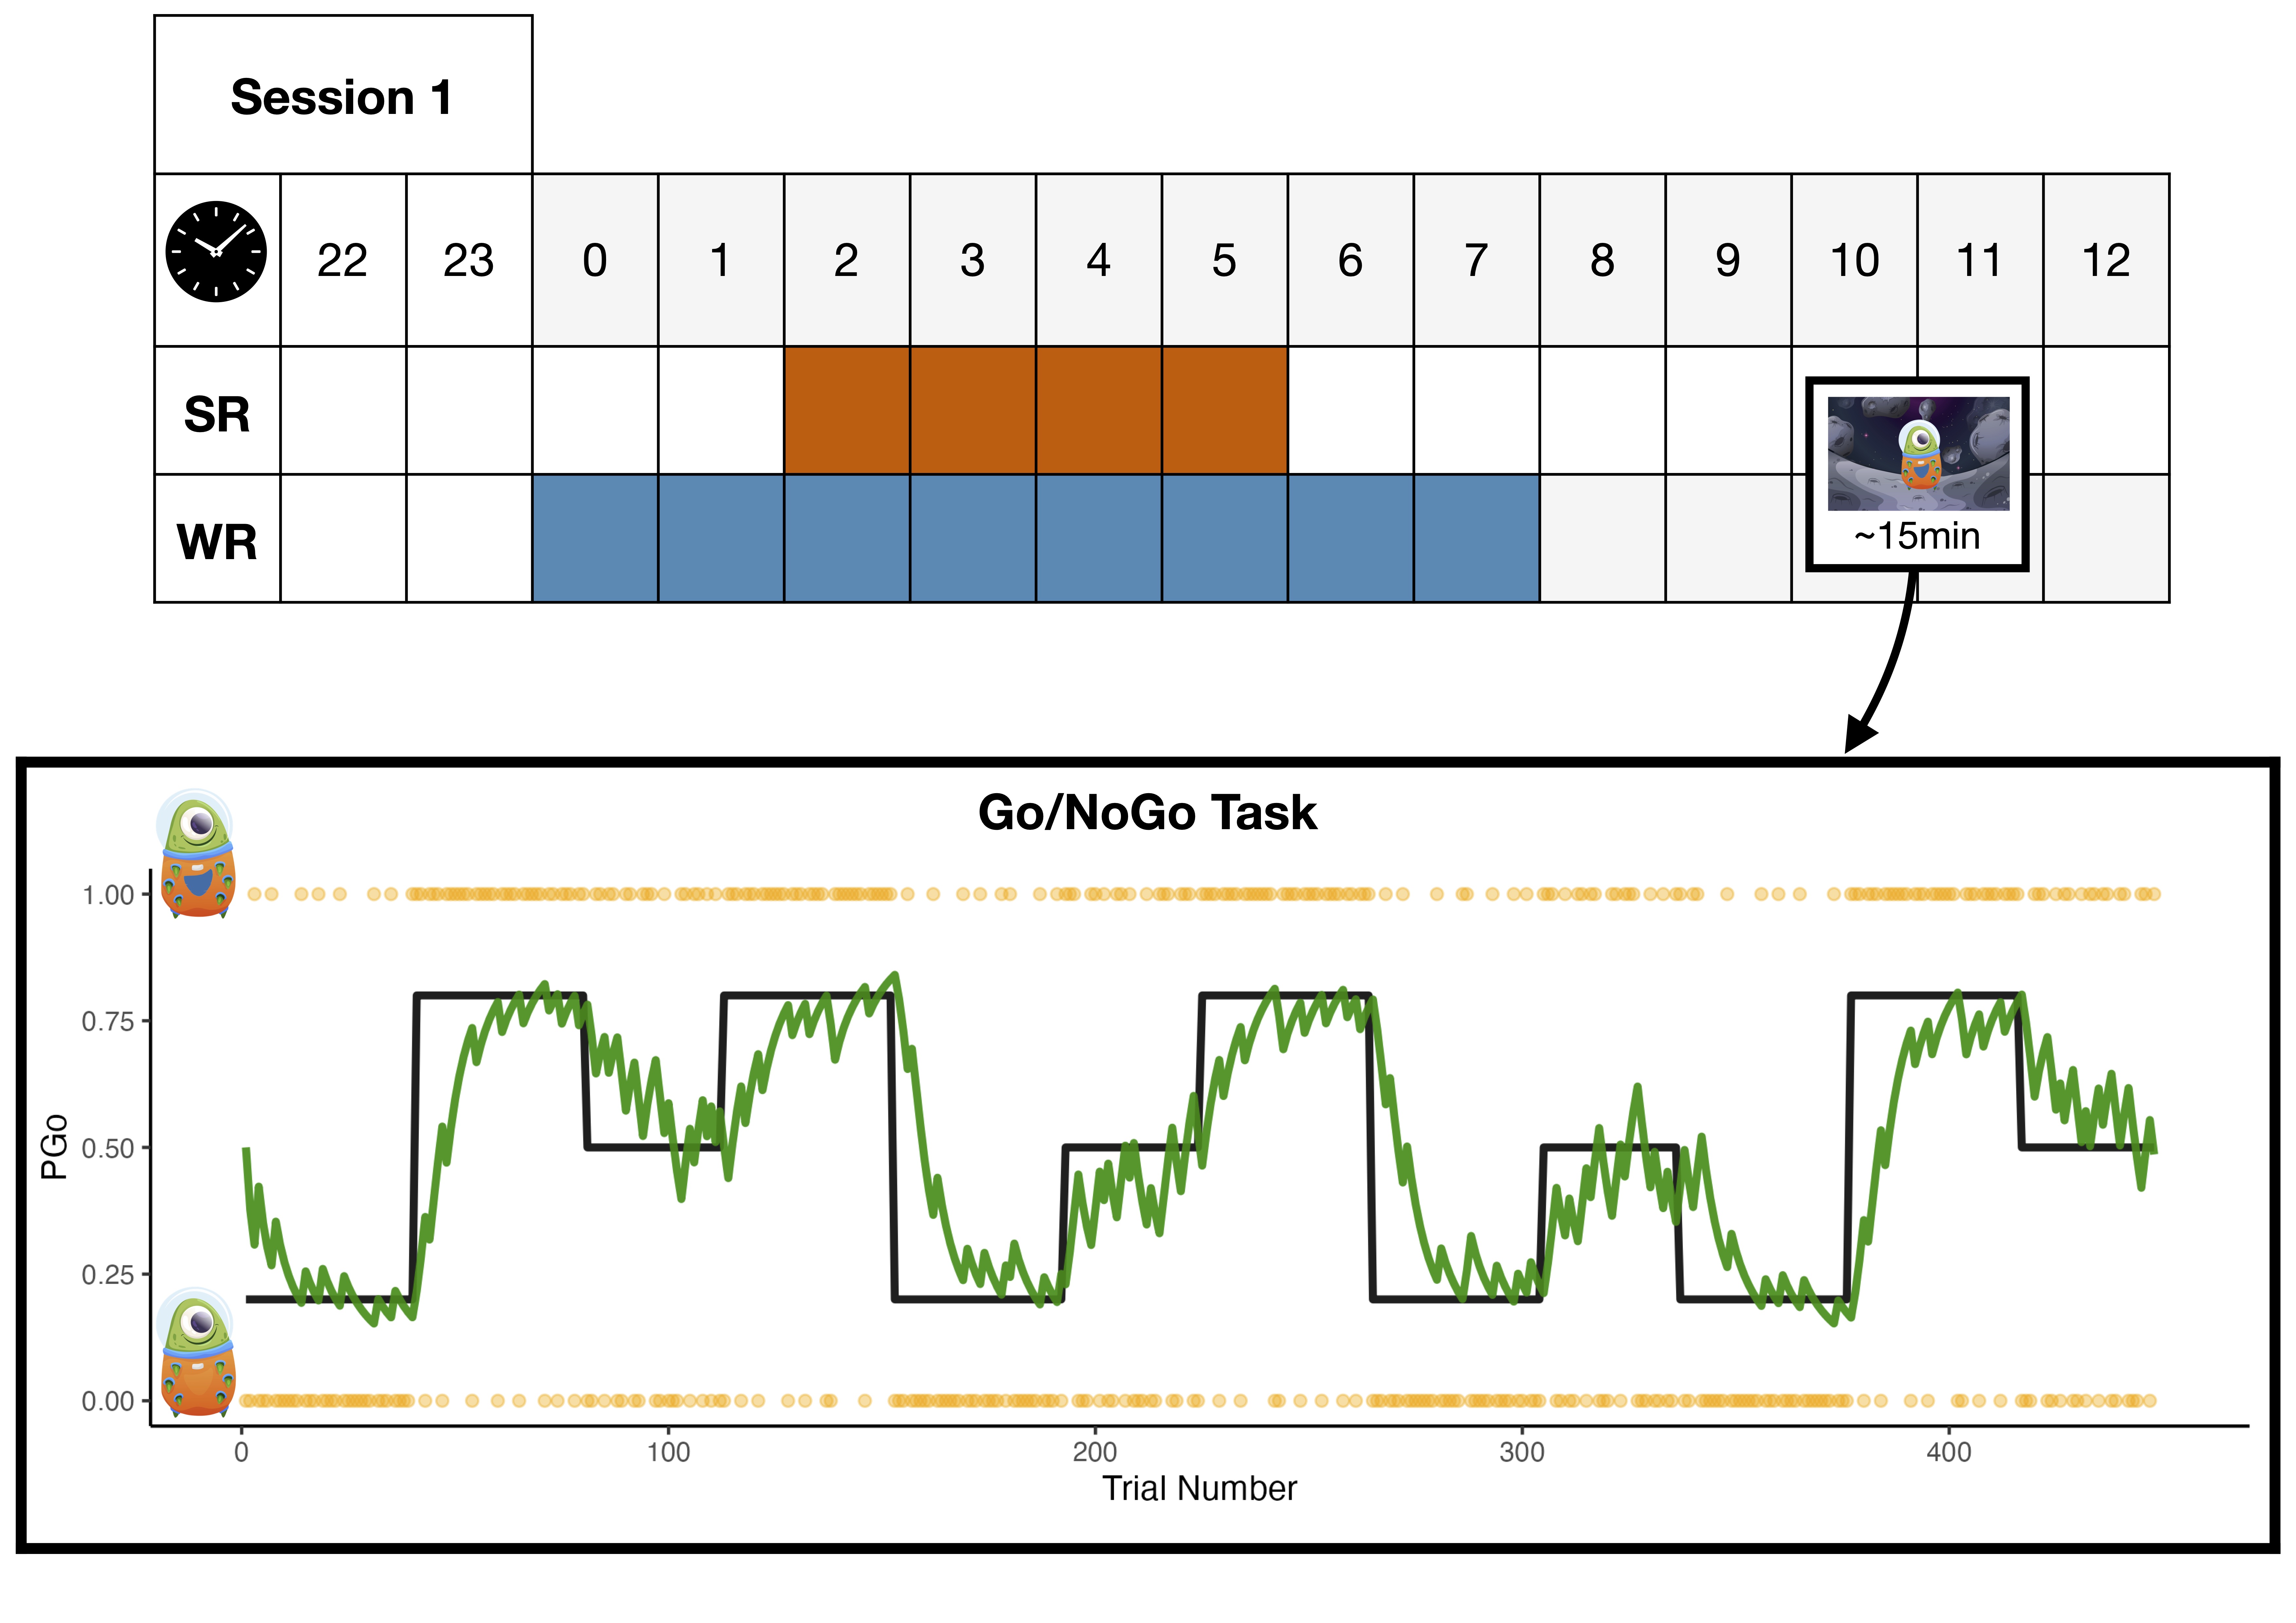 Session 1
22 23 0 1 2 3 4 5 6 7 8 9 10 11 12
SR
WR
~15min
Go/NoGo Task
1.00
0.75
0.50
0.25
0.00
PGo
0 100 200 300 400
Trial Number